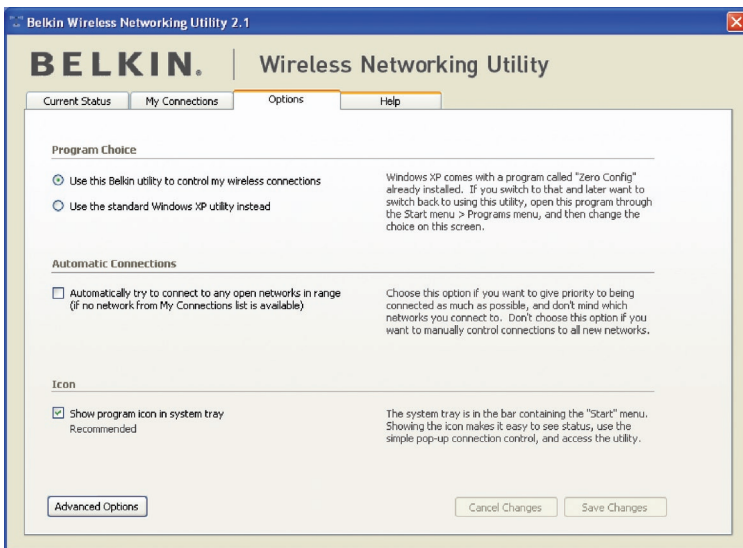 Belkin Wireless Networking Utility 2.1
BELKIN. Wireless Networking Utility
Current Status My Connections Options Help
Program Choice
Use this Belkin utility to control my wireless connections
Use the standard Windows XP utility instead
Windows XP comes with a program called "Zero Config"
already installed. If you switch to that and later want to
switch back to using this utility, open this program through
the Start menu > Programs menu, and then change the
choice on this screen.
Automatic Connections
Automatically try to connect to any open networks in range
(if no network from My Connections list is available)
Choose this option if you want to give priority to being
connected as much as possible, and don't mind which
networks you connect to. Don't choose this option if you
want to manually control connections to all new networks.
Icon
Show program icon in system tray
Recommended
The system tray is in the bar containing the "Start" menu.
Showing the icon makes it easy to see status, use the
simple pop-up connection control, and access the utility.
Advanced Options Cancel Changes Save Changes